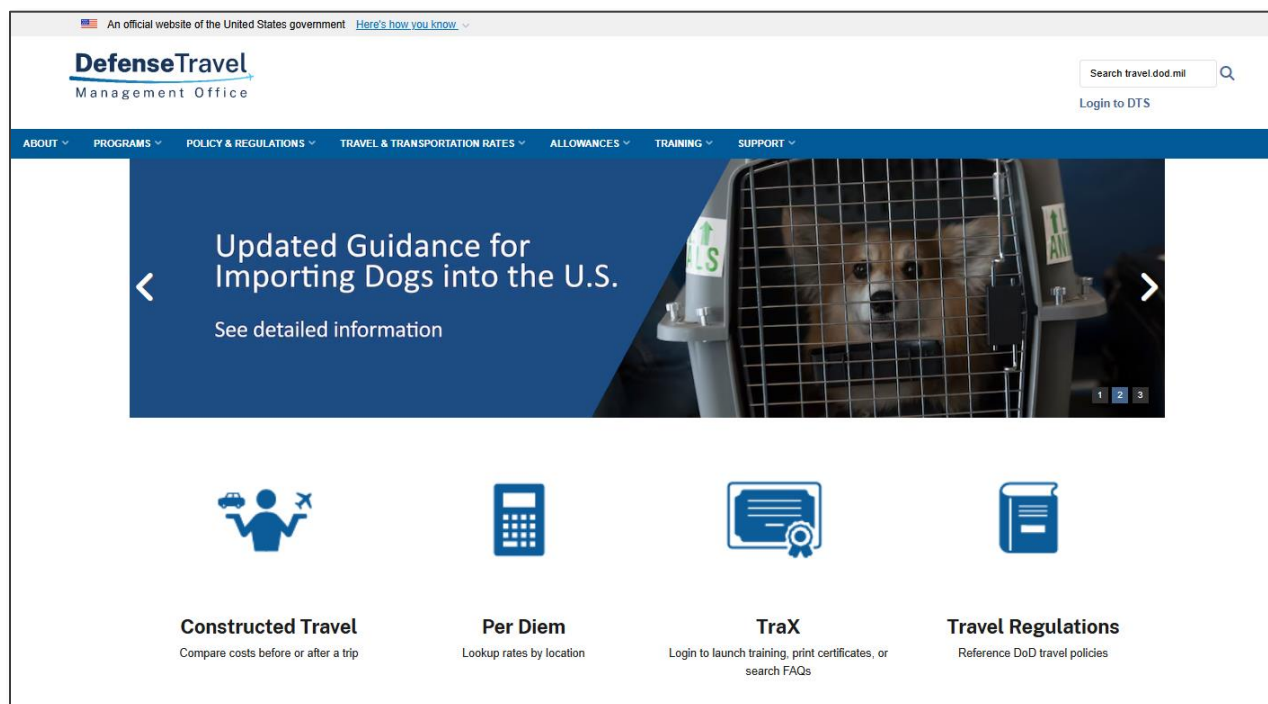 An official website of the United States government Here's how you know
DefenseTravel
Management Office
Search travel.dod.mil
Login to DTS
ABOUT PROGRAMS POLICY & REGULATIONS TRAVEL & TRANSPORTATION RATES ALLOWANCES TRAINING SUPPORT
Updated Guidance for
Importing Dogs into the U.S.
See detailed information
1 2 3
Constructed Travel
Compare costs before or after a trip
Per Diem
Lookup rates by location
TraX
Login to launch training, print certificates, or
search FAQs
Travel Regulations
Reference DoD travel policies